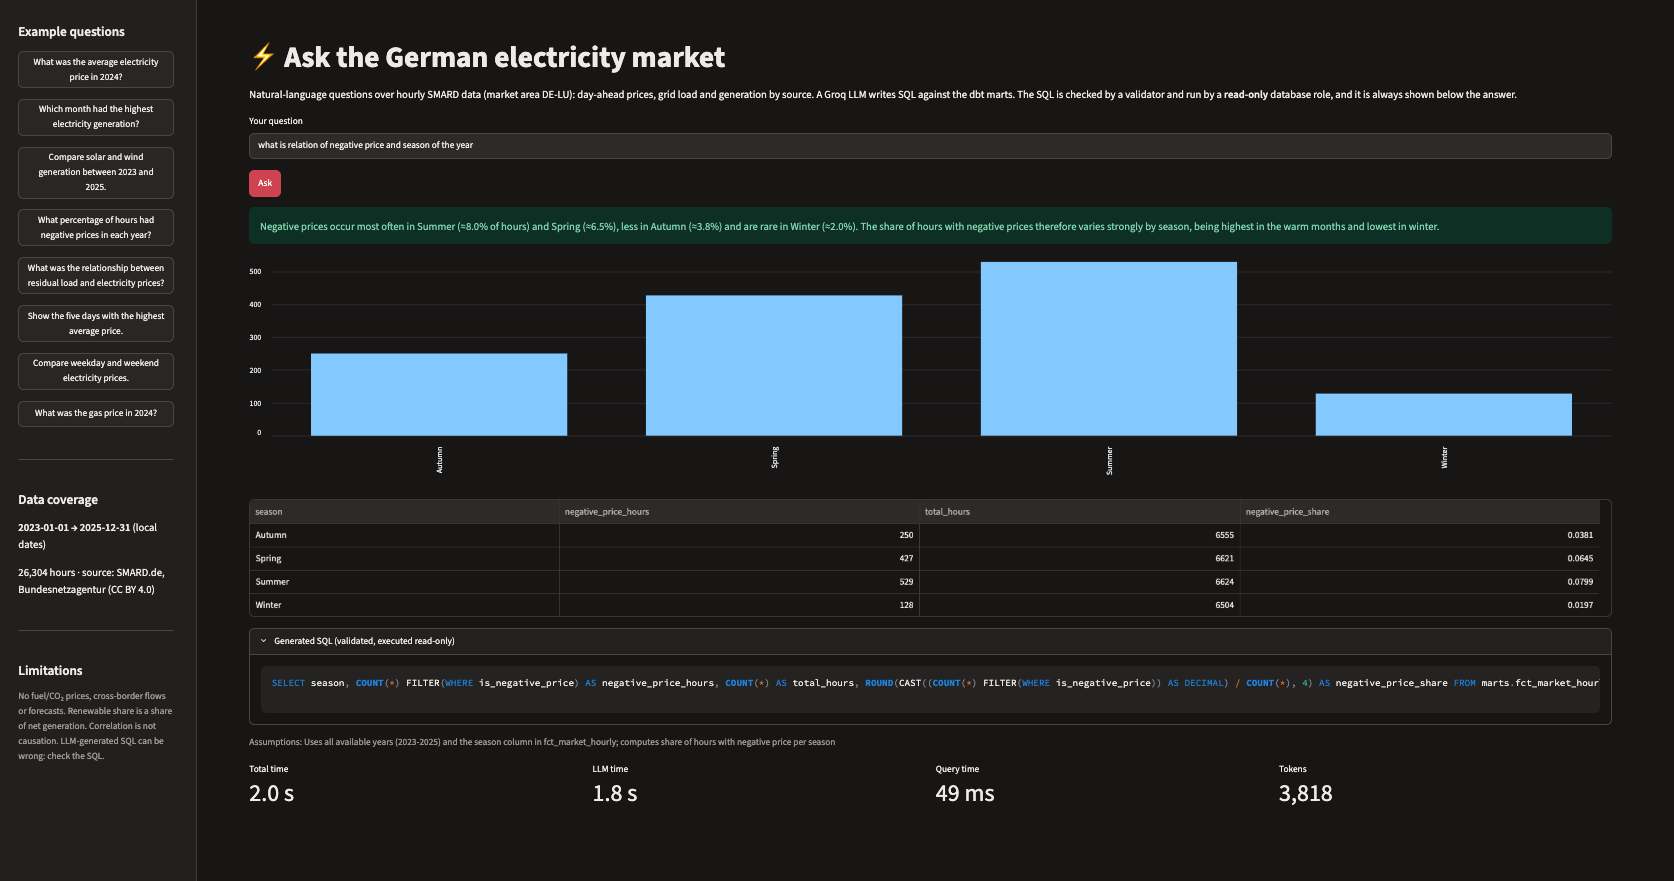 Example questions
What was the average electricity
price in 2024?
Which month had the highest
electricity generation?
Compare solar and wind
generation between 2023 and
2025.
What percentage of hours had
negative prices in each year?
What was the relationship between
residual load and electricity prices?
Show the five days with the highest
average price.
Compare weekday and weekend
electricity prices.
What was the gas price in 2024?
Data coverage
2023-01-01 → 2025-12-31 (local
dates)
26,304 hours · source: SMARD.de,
Bundesnetzagentur (CC BY 4.0)
Limitations
No fuel/CO₂ prices, cross-border flows
or forecasts. Renewable share is a share
of net generation. Correlation is not
causation. LLM-generated SQL can be
wrong: check the SQL.
⚡ Ask the German electricity market
Natural-language questions over hourly SMARD data (market area DE-LU): day-ahead prices, grid load and generation by source. A Groq LLM writes SQL against the dbt marts. The SQL is checked by a validator and run by a read-only database role, and it is always shown below the answer.
Your question
what is relation of negative price and season of the year
Ask
Negative prices occur most often in Summer (≈8.0% of hours) and Spring (≈6.5%), less in Autumn (≈3.8%) and are rare in Winter (≈2.0%). The share of hours with negative prices therefore varies strongly by season, being highest in the warm months and lowest in winter.
500
400
300
200
100
0
Autumn Spring Summer Winter
season negative_price_hours total_hours negative_price_share
Autumn 250 6555 0.0381
Spring 427 6621 0.0645
Summer 529 6624 0.0799
Winter 128 6504 0.0197
Generated SQL (validated, executed read-only)
SELECT season, COUNT(*) FILTER(WHERE is_negative_price) AS negative_price_hours, COUNT(*) AS total_hours, ROUND(CAST((COUNT(*) FILTER(WHERE is_negative_price)) AS DECIMAL) / COUNT(*), 4) AS negative_price_share FROM marts.fct_market_hour
Assumptions: Uses all available years (2023-2025) and the season column in fct_market_hourly; computes share of hours with negative price per season
Total time LLM time Query time Tokens
2.0 s 1.8 s 49 ms 3,818